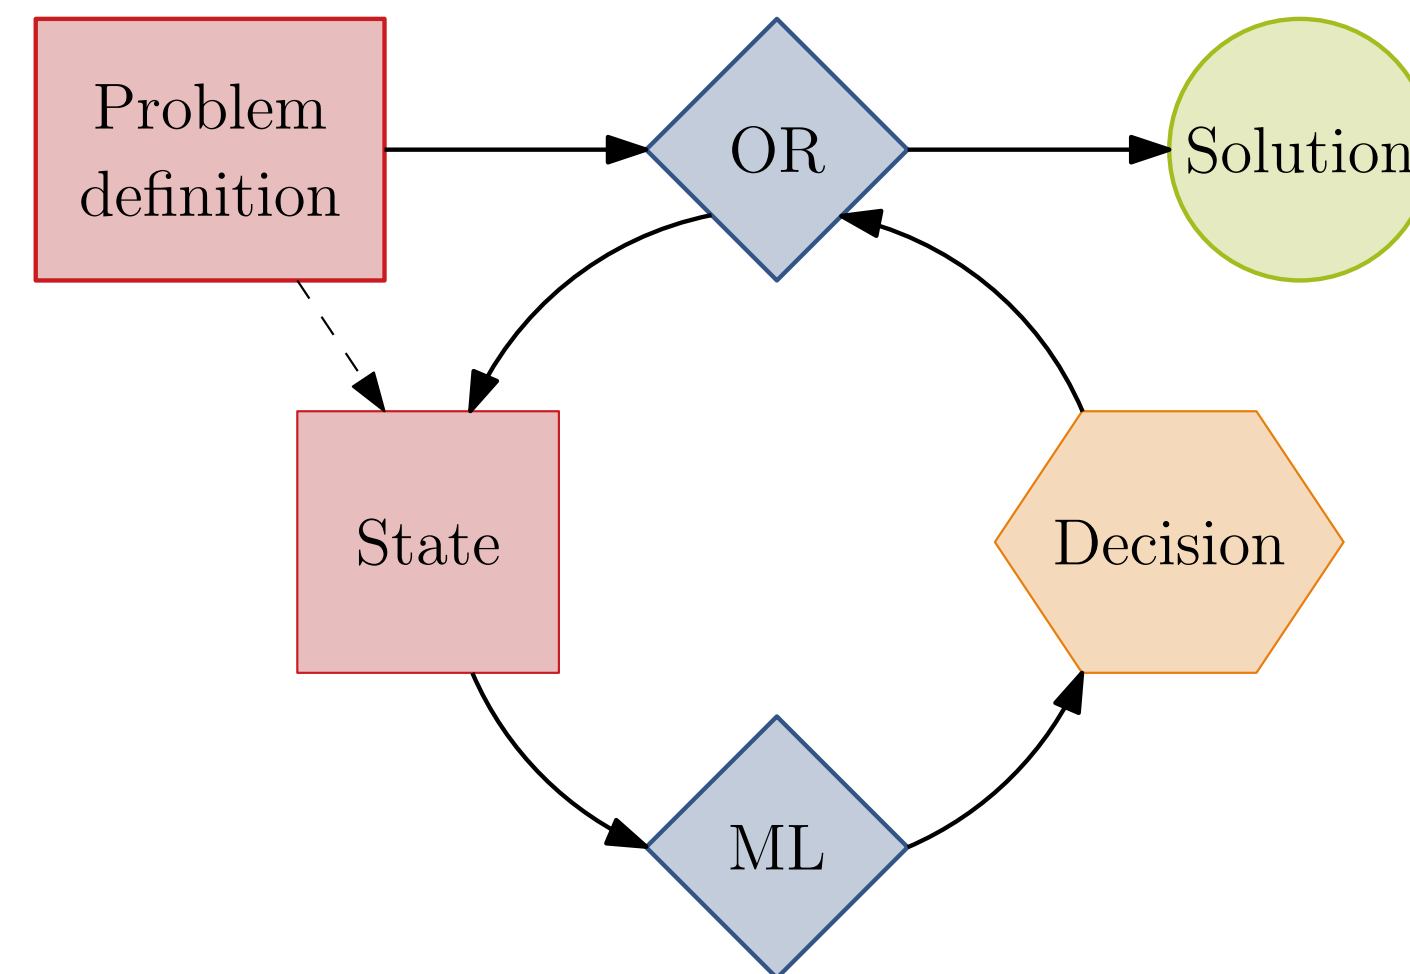 Problem
definition
OR
Solution
State
Decision
ML